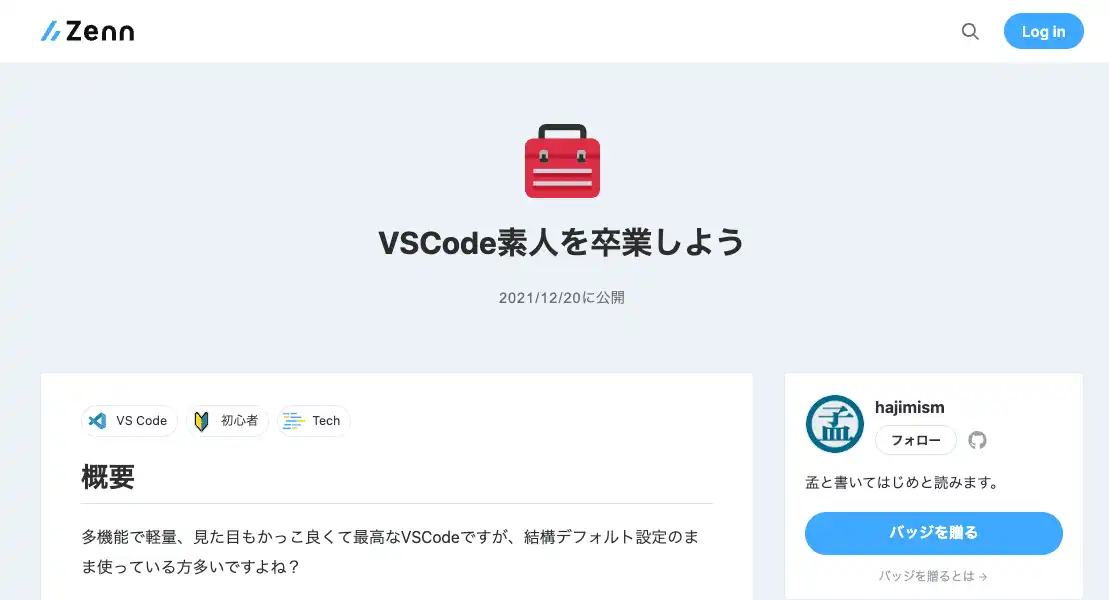 Zenn
Log in
VSCode素人を卒業しよう
2021/12/20に公開
VS Code
初心者
Tech
概要
多機能で軽量、見た目もかっこ良くて最高なVSCodeですが、結構デフォルト設定のま
ま使っている方多いですよね？
孟
hajimism
フォロー
孟と書いてはじめと読みます。
バッジを贈る
バッジを贈るとは→